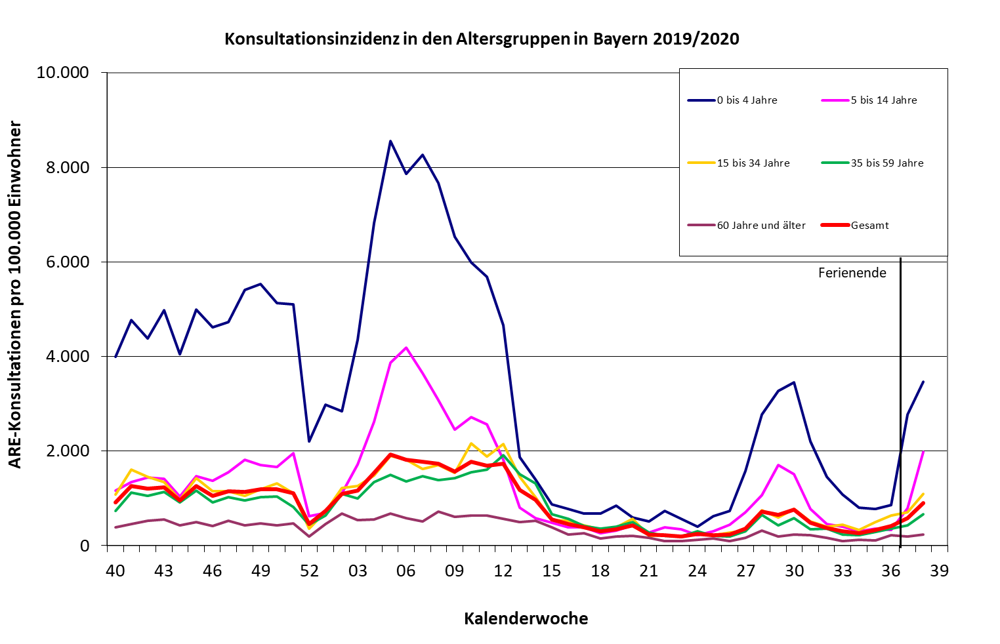 Konsultationsinzidenz in den Altersgruppen in Bayern 2019/2020
ARE-Konsultationen pro 100.000 Einwohner
10.000
8.000
6.000
4.000
2.000
0
0 bis 4 Jahre
5 bis 14 Jahre
15 bis 34 Jahre
35 bis 59 Jahre
60 Jahre und älter
Gesamt
Ferienende
40 43 46 49 52 03 06 09 12 15 18 21 24 27 30 33 36 39
Kalenderwoche